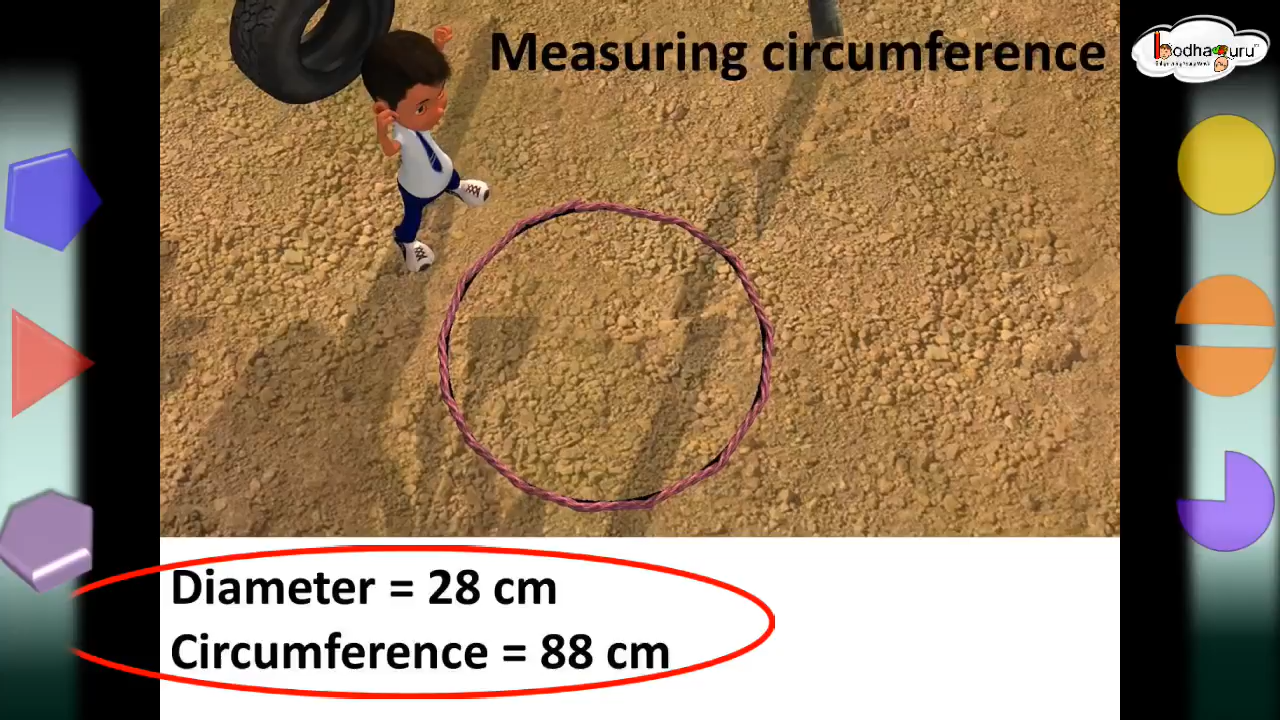 Measuring circumference
bodhaguru
Diameter = 28 cm
Circumference = 88 cm